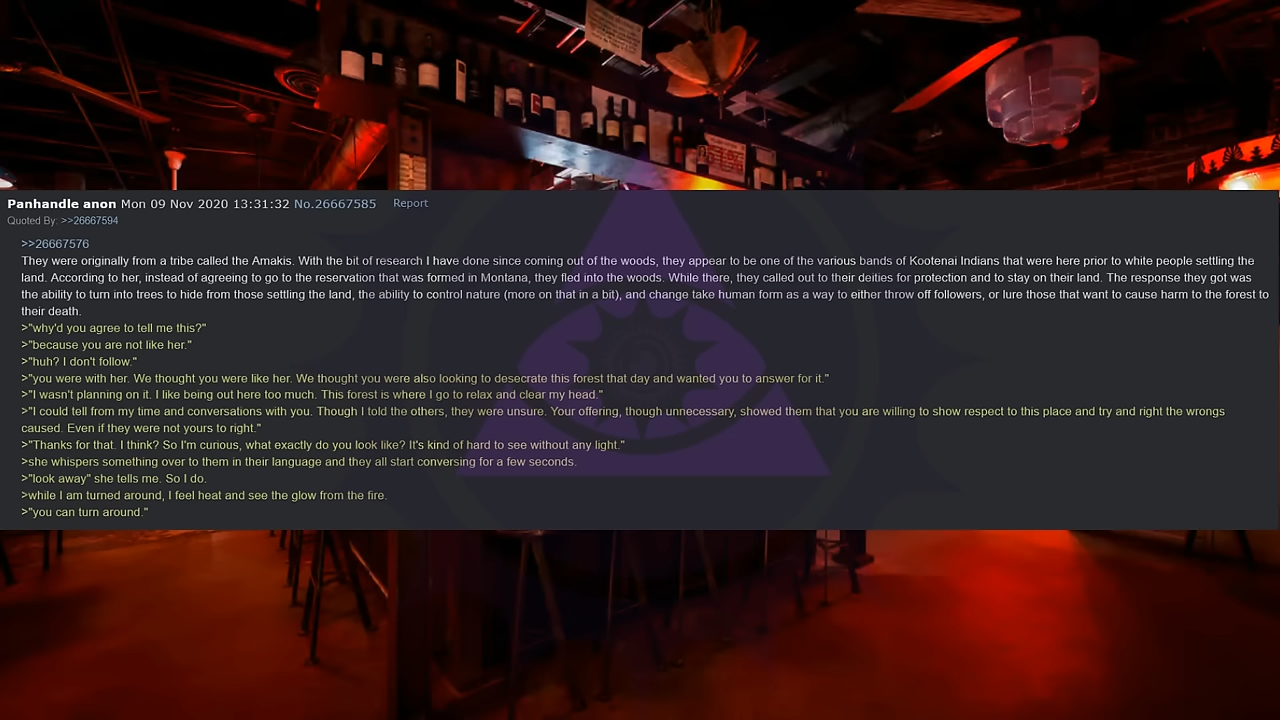 Panhandle anon Mon 09 Nov 2020 13:31:32 No.26667585 Report
Quoted By: >>26667594
>>26667576
They were originally from a tribe called the Amakis. With the bit of research I have done since coming out of the woods, they appear to be one of the various bands of Kootenai Indians that were here prior to white people settling the
land. According to her, instead of agreeing to go to the reservation that was formed in Montana, they fled into the woods. While there, they called out to their deities for protection and to stay on their land. The response they got was
the ability to turn into trees to hide from those settling the land, the ability to control nature (more on that in a bit), and change take human form as a way to either throw off followers, or lure those that want to cause harm to the forest to
their death.
>"why'd you agree to tell me this?"
>"because you are not like her."
>"huh? I don't follow."
>"you were with her. We thought you were like her. We thought you were also looking to desecrate this forest that day and wanted you to answer for it."
>"I wasn't planning on it. I like being out here too much. This forest is where I go to relax and clear my head."
>"I could tell from my time and conversations with you. Though I told the others, they were unsure. Your offering, though unnecessary, showed them that you are willing to show respect to this place and try and right the wrongs
caused. Even if they were not yours to right."
>"Thanks for that. I think? So I'm curious, what exactly do you look like? It's kind of hard to see without any light."
>she whispers something over to them in their language and they all start conversing for a few seconds.
>"look away" she tells me. So I do.
>while I am turned around, I feel heat and see the glow from the fire.
>"you can turn around."